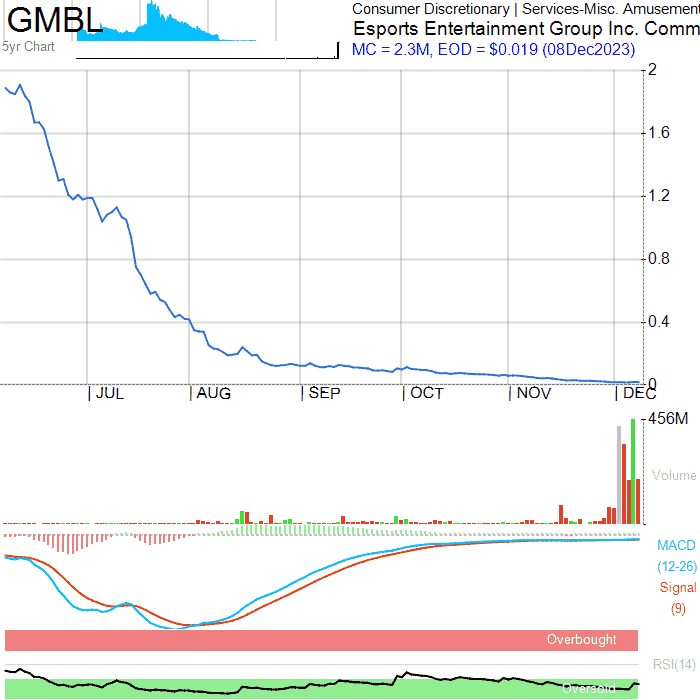 GMBL
Consumer Discretionary | Services-Misc. Amusement
Esports Entertainment Group Inc. Comm
5yr Chart
MC = 2.3M, EOD = $0.019 (08Dec2023)
2
1.6
1.2
0.8
0.4
0
JUL AUG SEP OCT NOV DEC
456M
Volume
MACD
(12-26)
Signal
(9)
Overbought
RSI(14)
Oversold